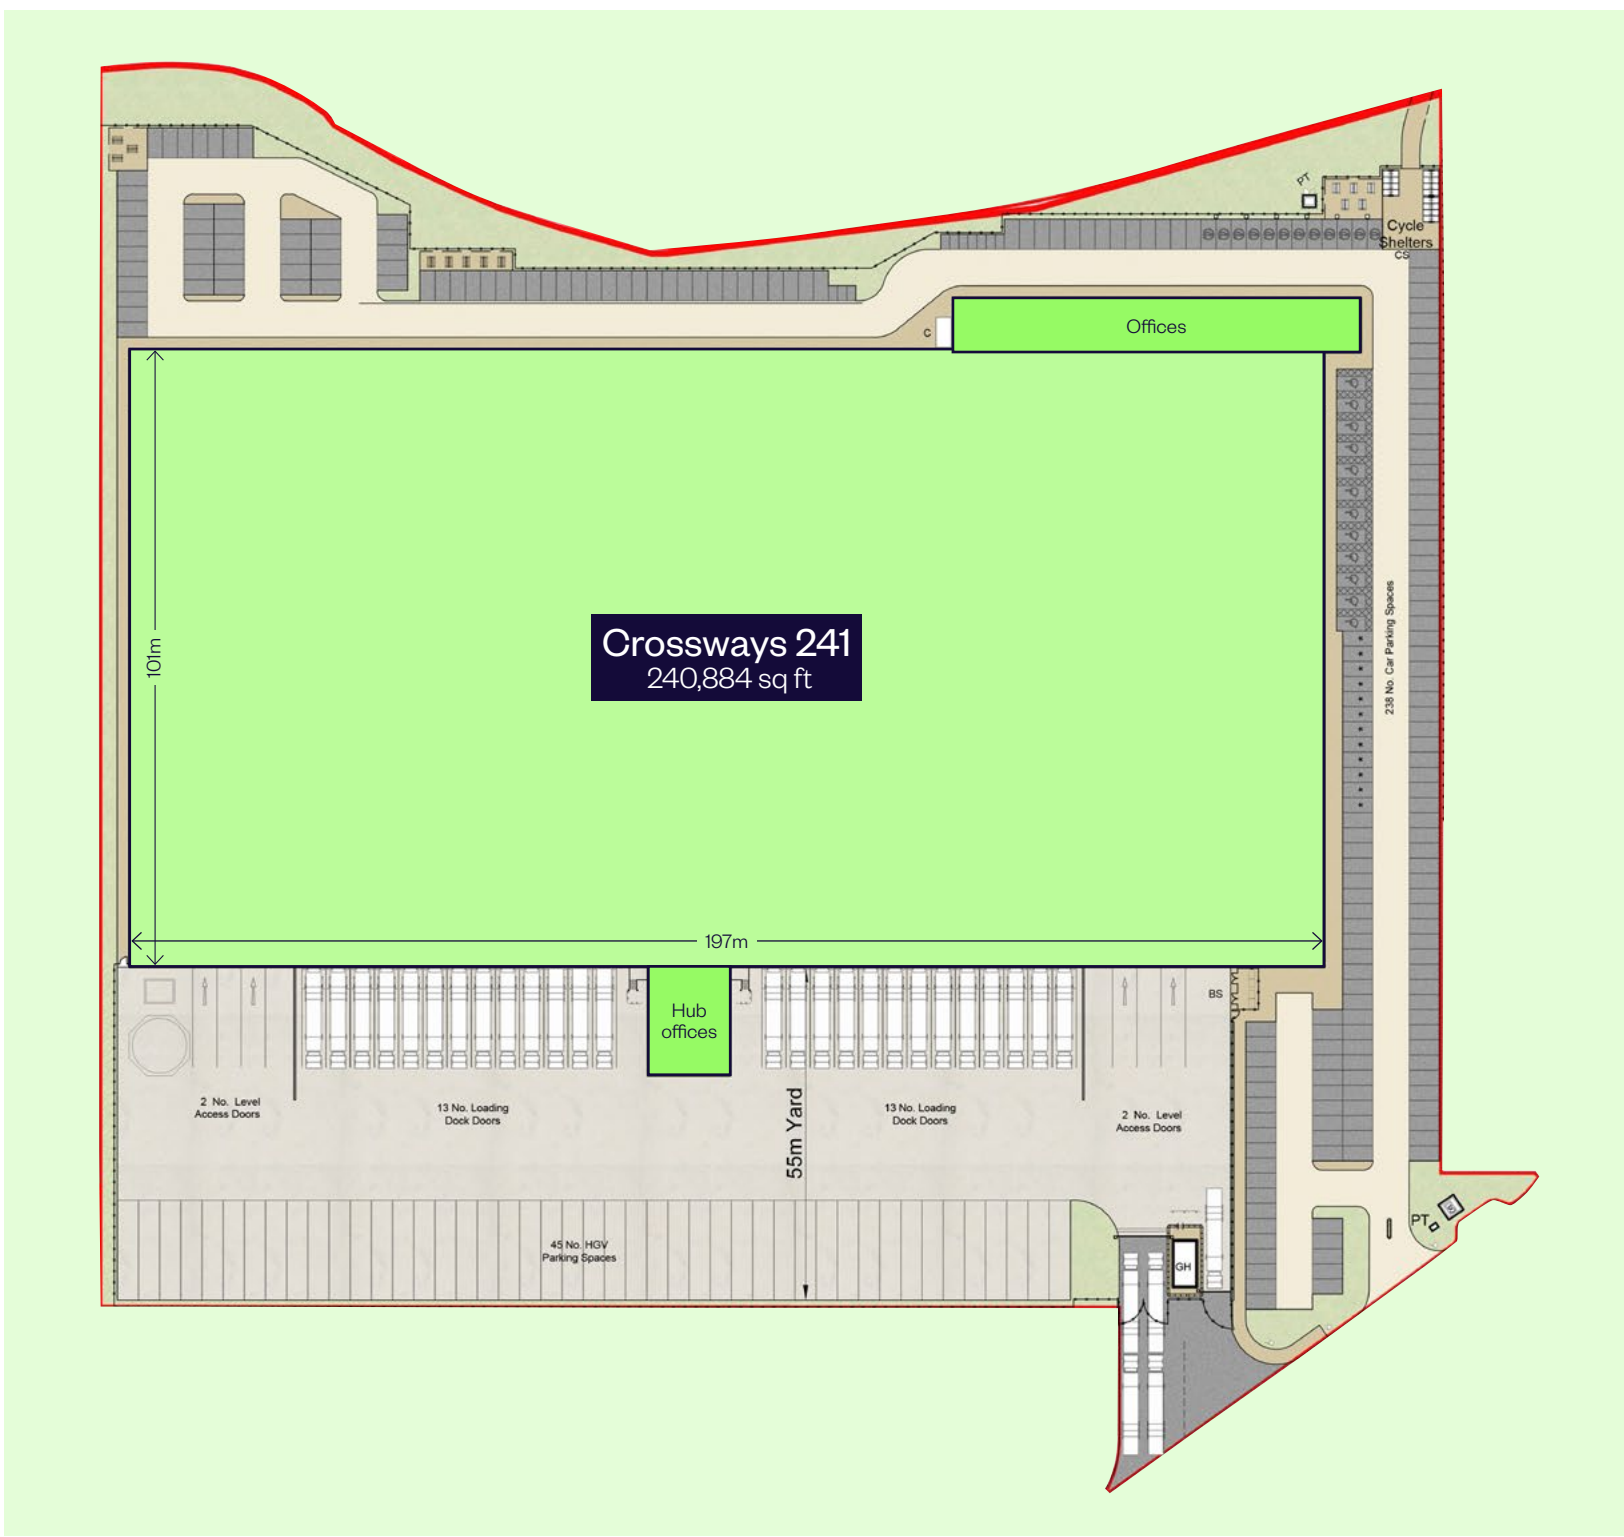 PT
Cycle
Shelters
CS
Offices
C
101m
Crossways 241
240,884 sq ft
238 No. Car Parking Spaces
197m
Hub
offices
BS
2 No. Level
Access Doors
13 No. Loading
Dock Doors
55m Yard
13 No. Loading
Dock Doors
2 No. Level
Access Doors
PT
45 No. HGV
Parking Spaces
GH